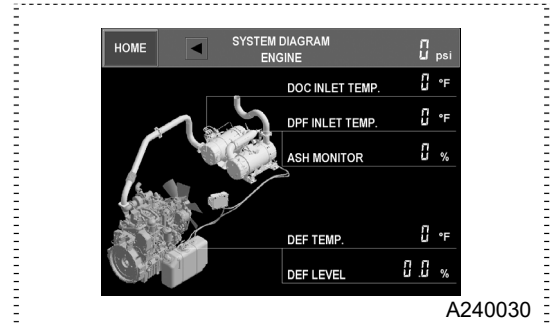 HOME
SYSTEM DIAGRAM
ENGINE
0 psi
DOC INLET TEMP. 0 °F
DPF INLET TEMP. 0 °F
ASH MONITOR 0 %
DEF TEMP. 0 °F
DEF LEVEL 0.0 %
A240030